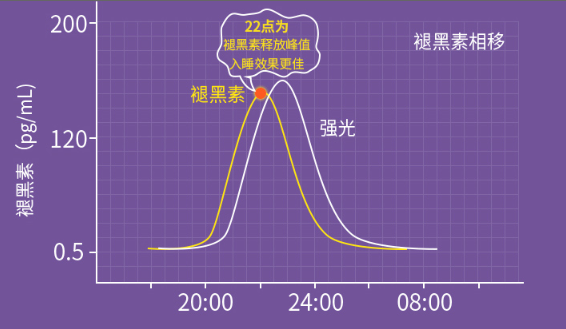 200
22点为
褪黑素释放峰值
入睡效果更佳
褪黑素相移
褪黑素
强光
120
褪黑素（pg/mL）
0.5
20:00
24:00
08:00